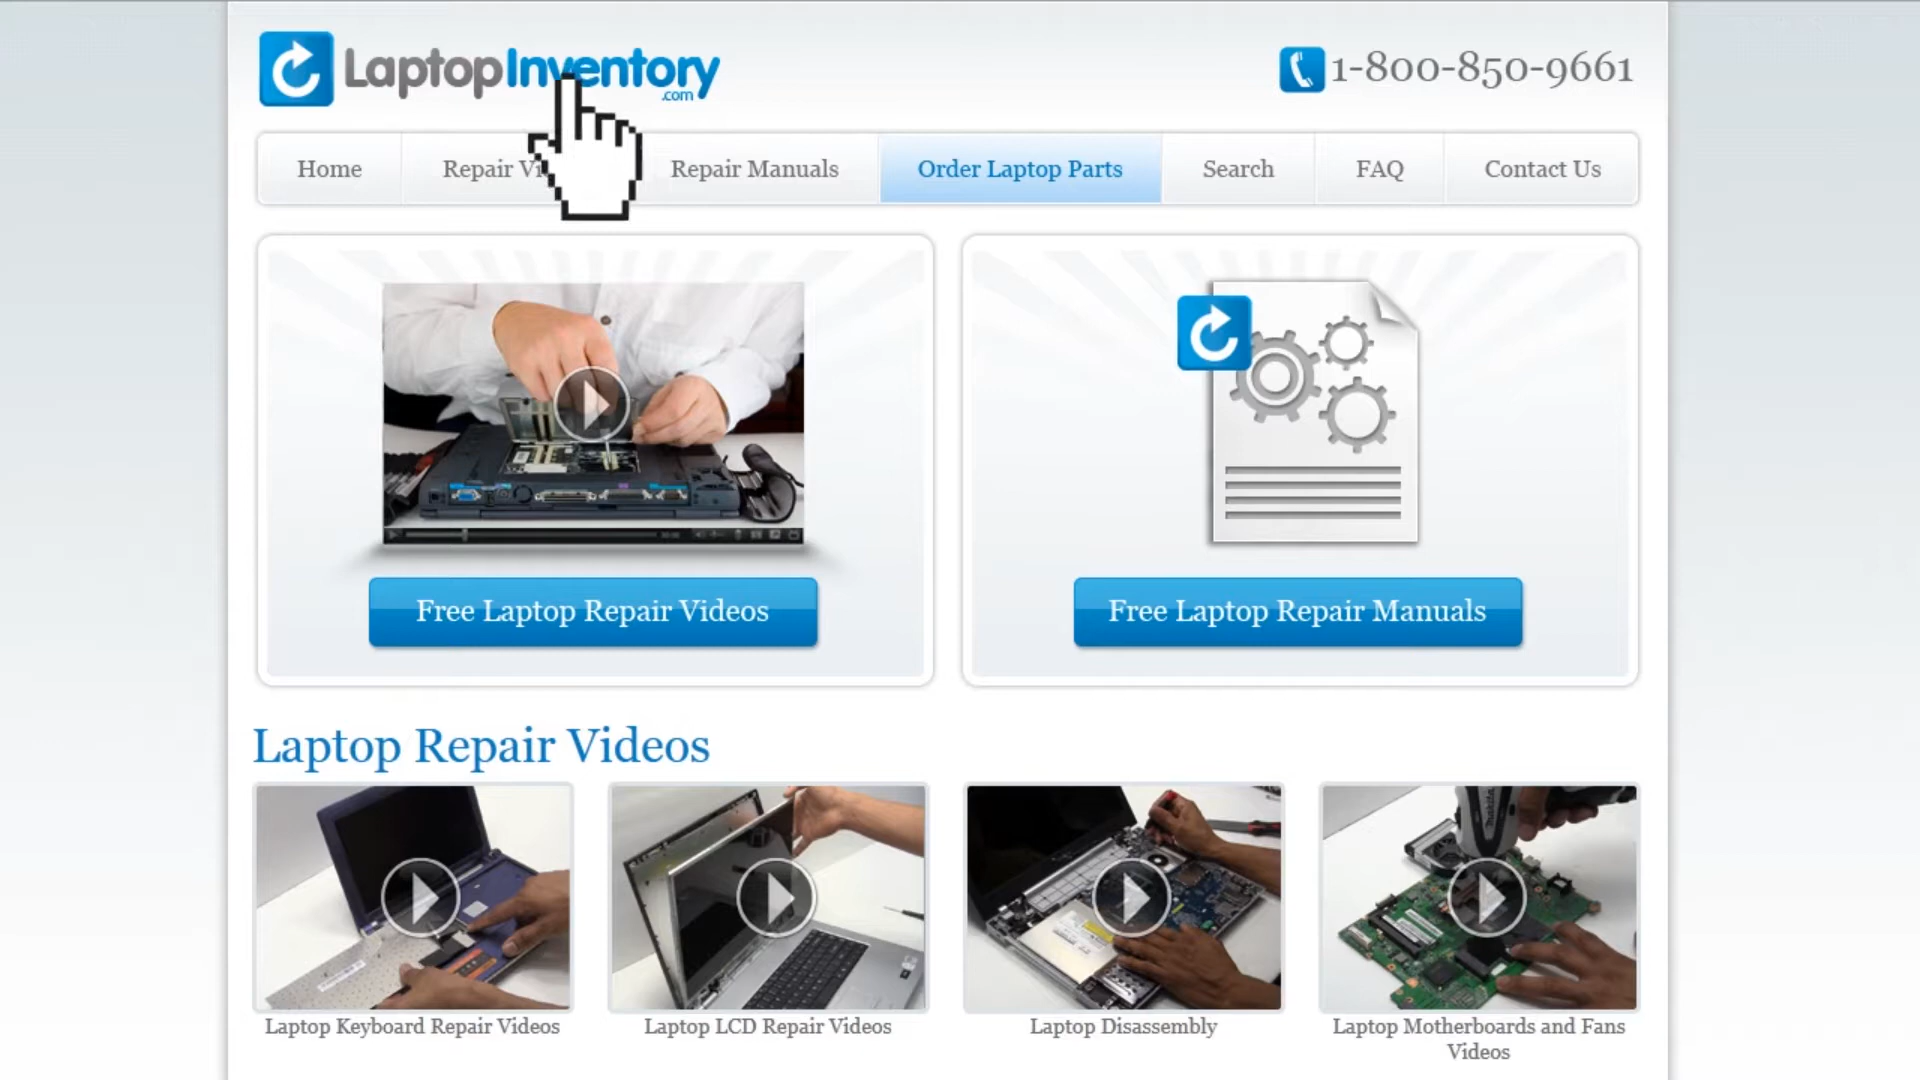 LaptopInventory
.com
1-800-850-9661
Home
Repair Vi
Repair Manuals
Order Laptop Parts
Search
FAQ
Contact Us
Free Laptop Repair Videos
Free Laptop Repair Manuals
Laptop Repair Videos
Laptop Keyboard Repair Videos
Laptop LCD Repair Videos
Laptop Disassembly
Laptop Motherboards and Fans
Videos